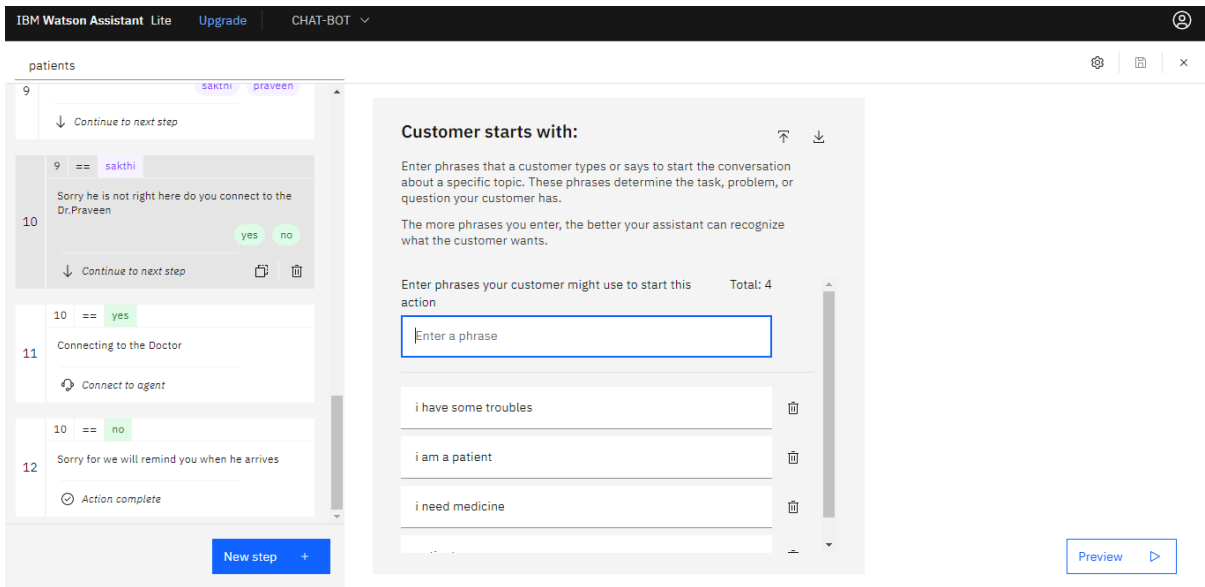 IBM Watson Assistant Lite Upgrade CHAT-BOT
patients
9
sakthi praveen
Continue to next step
9 == sakthi
10
Sorry he is not right here do you connect to the
Dr.Praveen
yes no
Continue to next step
10 == yes
11
Connecting to the Doctor
Connect to agent
10 == no
12
Sorry for we will remind you when he arrives
Action complete
New step +
Customer starts with:
Enter phrases that a customer types or says to start the conversation
about a specific topic. These phrases determine the task, problem, or
question your customer has.
The more phrases you enter, the better your assistant can recognize
what the customer wants.
Enter phrases your customer might use to start this
action
Total: 4
Enter a phrase
i have some troubles
i am a patient
i need medicine
Preview